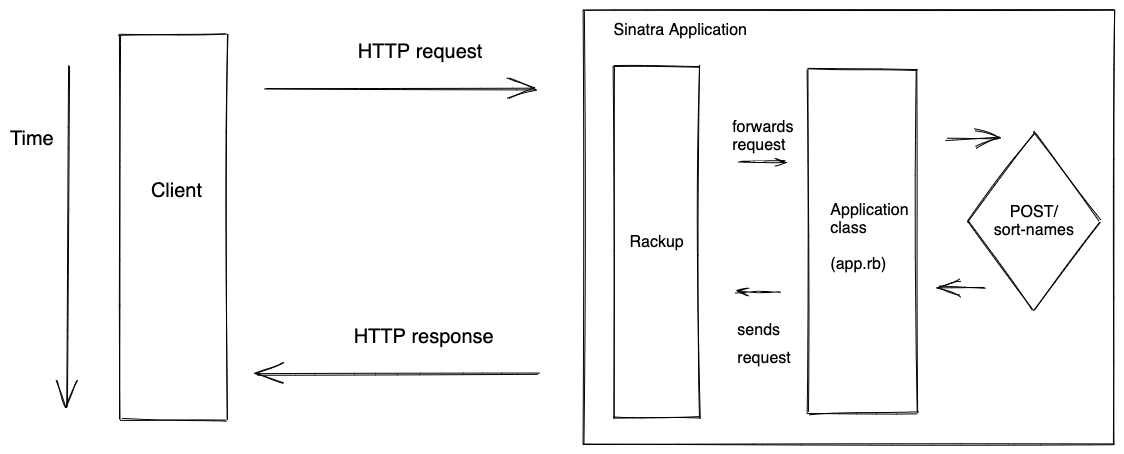 Sinatra Application
HTTP request
Time
forwards
request
Client
Application
class
(app.rb)
POST/
sort-names
Rackup
HTTP response
sends
request